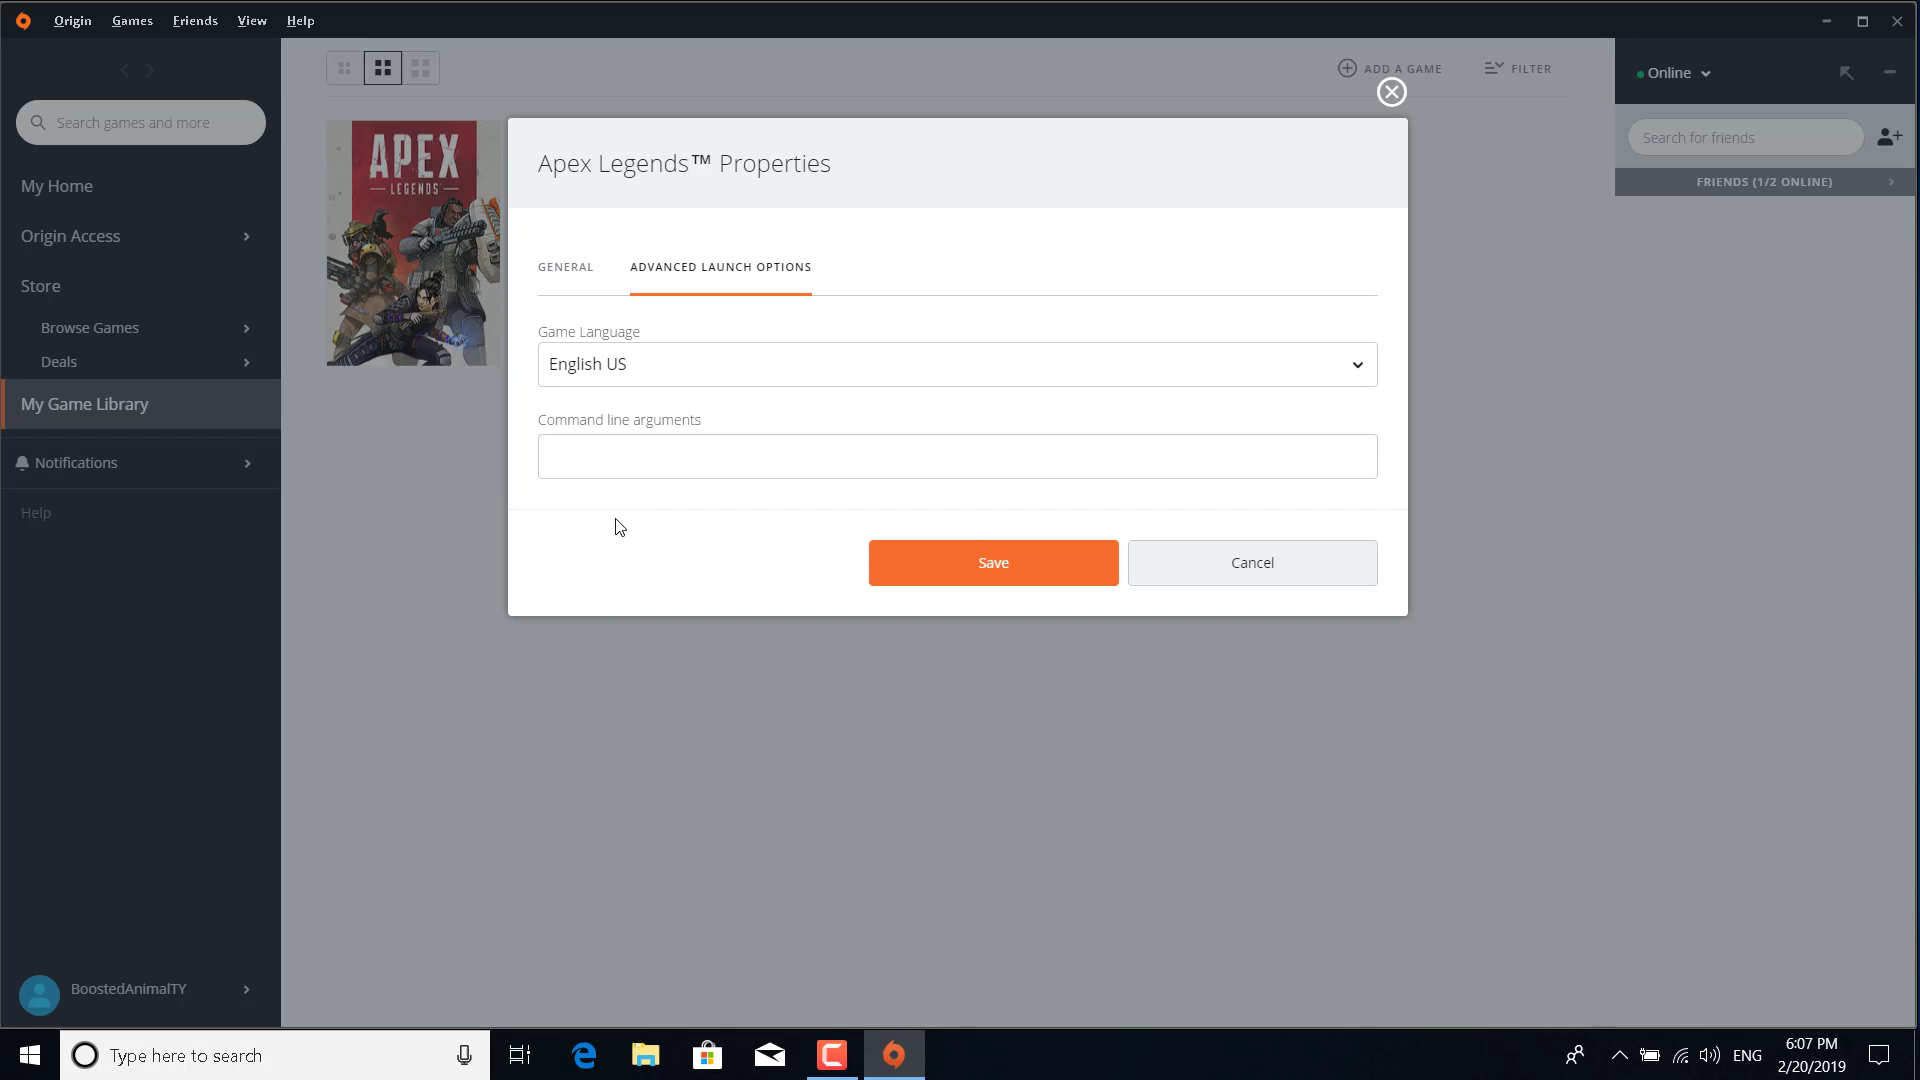 Origin Games Friends View Help
Search games and more
My Home
Origin Access
Store
Browse Games
Deals
My Game Library
Notifications
Help
BoostedAnimalTY
ADD A GAME FILTER
APEX
LEGENDS
Apex Legends™ Properties
GENERAL ADVANCED LAUNCH OPTIONS
Game Language
English US
Command line arguments
Save Cancel
Online
Search for friends
FRIENDS (1/2 ONLINE)
Type here to search
ENG
6:07 PM
2/20/2019